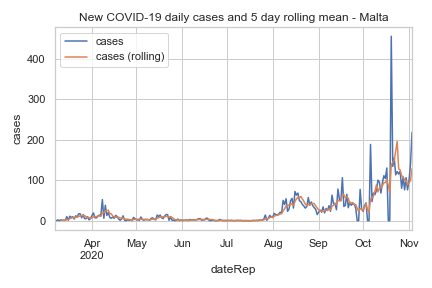 New COVID-19 daily cases and 5 day rolling mean - Malta
cases
cases (rolling)
cases
400
300
200
100
0
Apr May Jun Jul Aug Sep Oct Nov
2020
dateRep